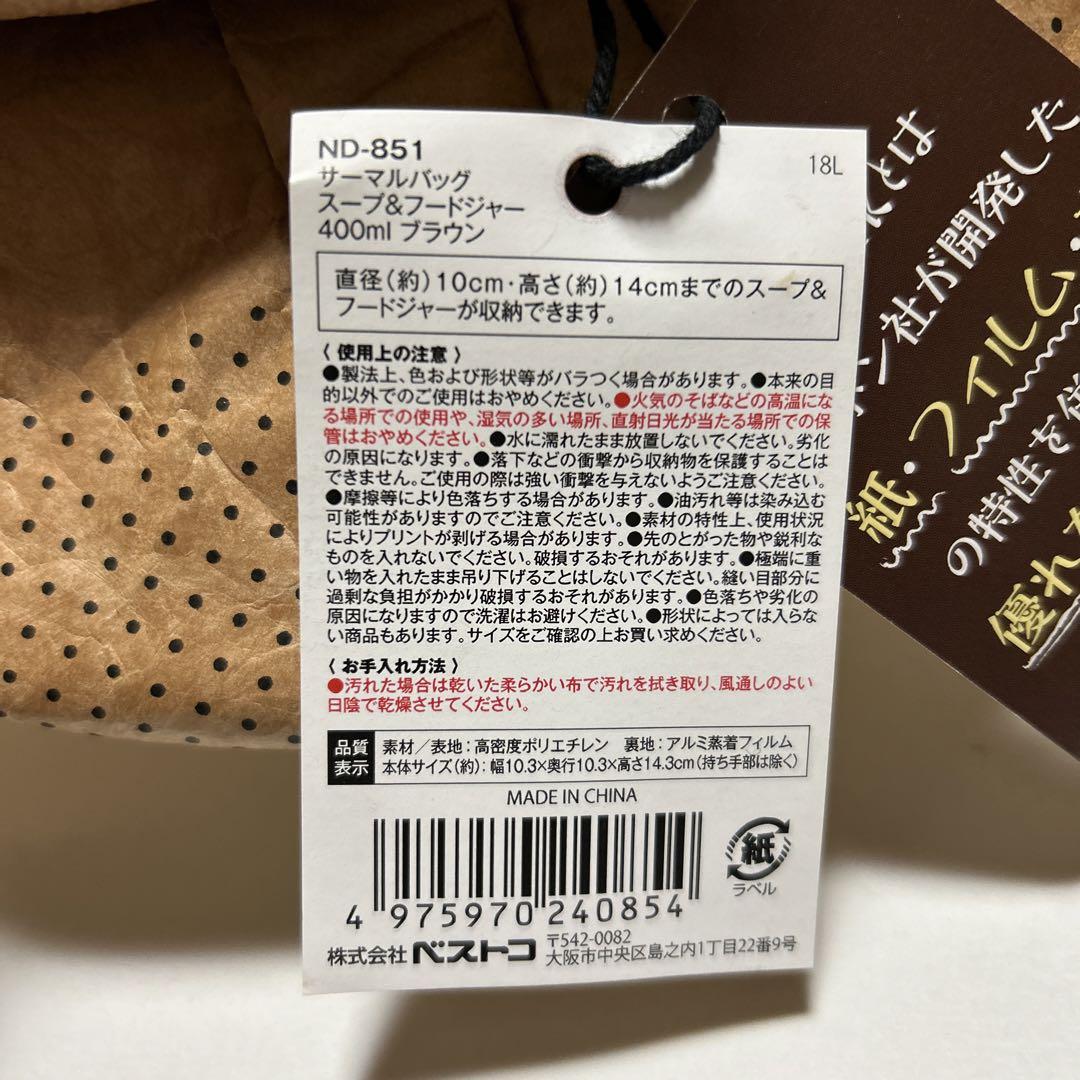 ND-851
サーマルバッグ
スープ&フードジャー
400ml ブラウン
18L
直径(約)10cm・高さ(約)14cmまでのスープ&
フードジャーが収納できます。
〈 使用上の注意 〉
●製法上、色および形状等がバラつく場合があります。●本来の目
的以外でのご使用はおやめください。●火気のそばなどの高温にな
る場所での使用や、湿気の多い場所、直射日光が当たる場所での保
管はおやめください。●水に濡れたまま放置しないでください。劣化
の原因になります。●落下などの衝撃から収納物を保護することは
できません。ご使用の際は強い衝撃を与えないようご注意ください。
●摩擦等により色落ちする場合があります。●油汚れ等は染み込む
可能性がありますのでご注意ください。●素材の特性上、使用状況
によりプリントが剥げる場合があります。●先のとがった物や鋭利な
ものを入れないでください。破損するおそれがあります。●極端に重
い物を入れたまま吊り下げることはしないでください。縫い目部分に
過剰な負担がかかり破損するおそれがあります。●色落ちや劣化の
原因になりますので洗濯はお避けください。●形状によっては入らな
い商品もあります。サイズをご確認の上お買い求めください。
〈 お手入れ方法 〉
●汚れた場合は乾いた柔らかい布で汚れを拭き取り、風通しのよい
日陰で乾燥させてください。
品質
表示
素材/表地:高密度ポリエチレン 裏地:アルミ蒸着フィルム
本体サイズ(約):幅10.3×奥行10.3×高さ14.3cm(持ち手部は除く)
MADE IN CHINA
4 975970 240854
紙
ラベル
株式会社 ベストコ
〒542-0082
大阪市中央区島之内1丁目22番9号
とは
ン社が開発した
紙・フィルム・
の特性を併
優れた